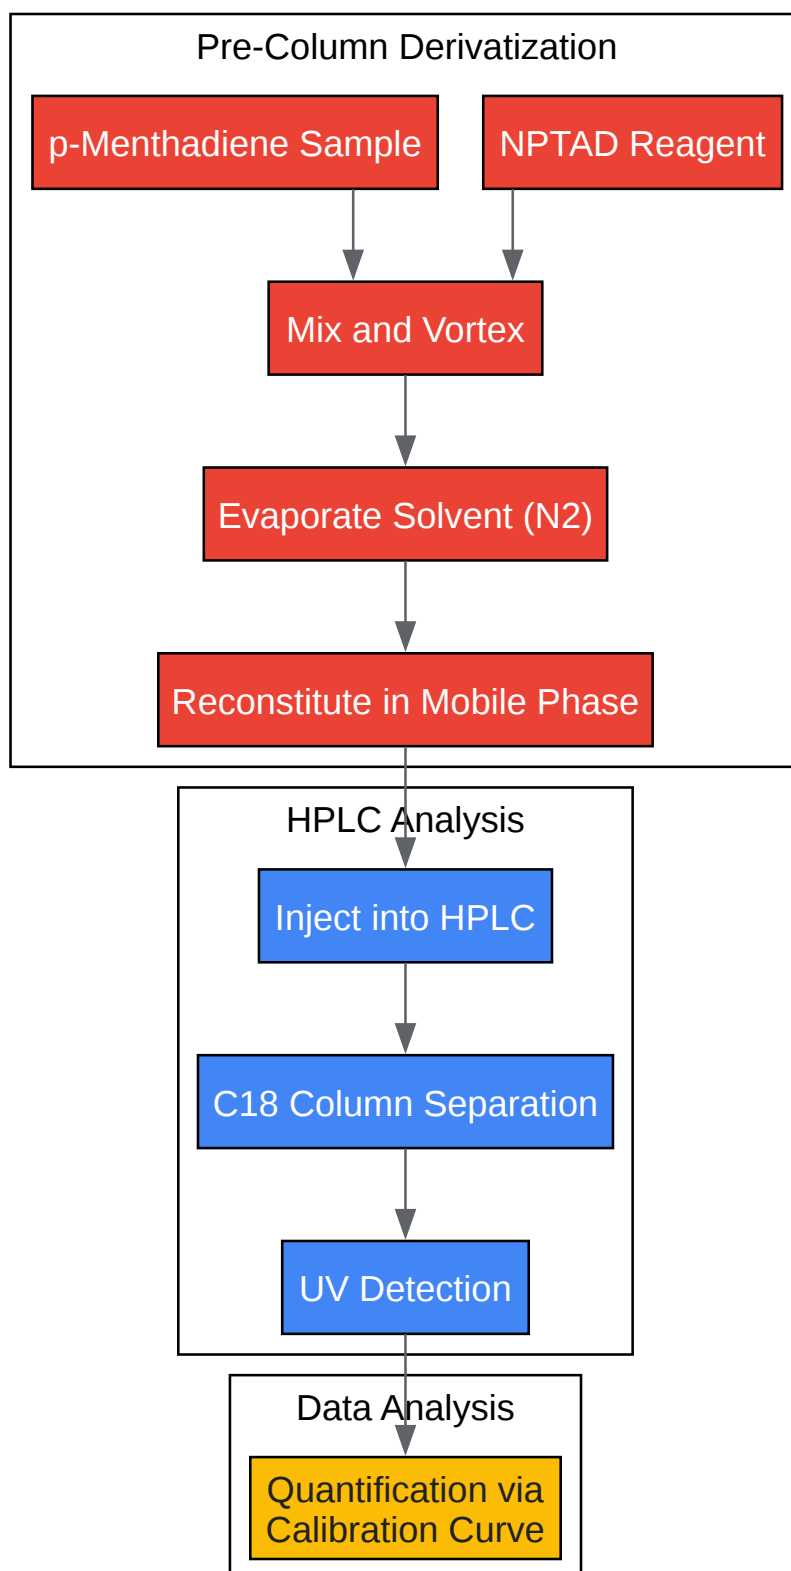 Pre-Column Derivatization
p-Menthadiene Sample
NPTAD Reagent
Mix and Vortex
Evaporate Solvent (N2)
Reconstitute in Mobile Phase
HPLC Analysis
Inject into HPLC
C18 Column Separation
UV Detection
Data Analysis
Quantification via
Calibration Curve